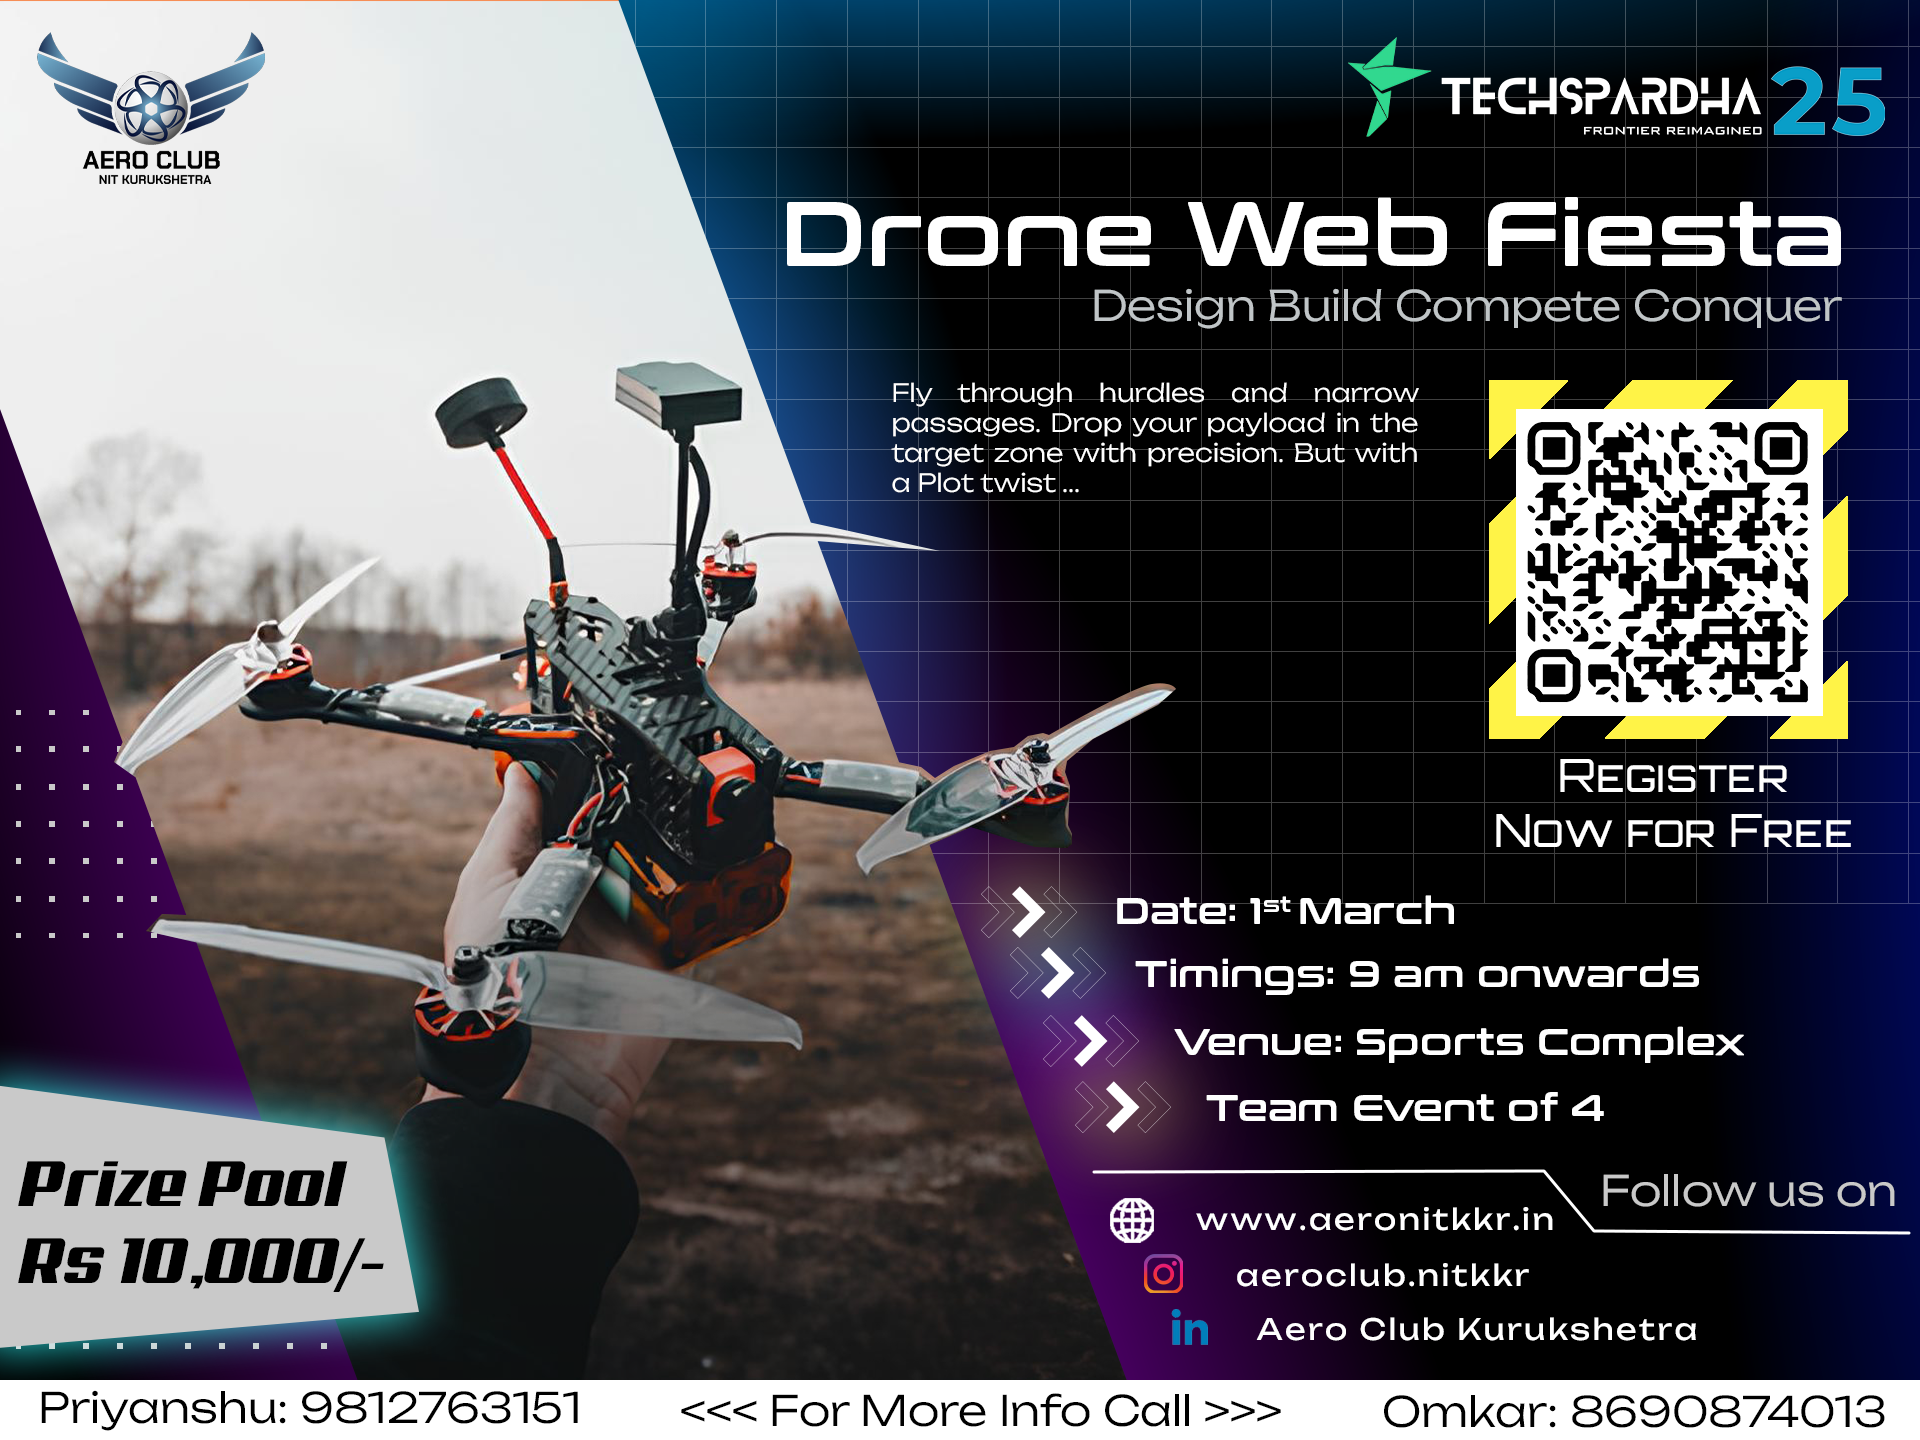 AERO CLUB
NIT KURUKSHETRA
TECHSPARDHA 25
FRONTIER REIMAGINED
Drone Web Fiesta
Design Build Compete Conquer
Fly through hurdles and narrow
passages. Drop your payload in the
target zone with precision. But with
a Plot twist ...
REGISTER
NOW FOR FREE
Date: 1st March
Timings: 9 am onwards
Venue: Sports Complex
Team Event of 4
Prize Pool
Rs 10,000/-
Follow us on
www.aeronitkkr.in
aeroclub.nitkkr
in
Aero Club Kurukshetra
Priyanshu: 9812763151 <<< For More Info Call >>> Omkar: 8690874013